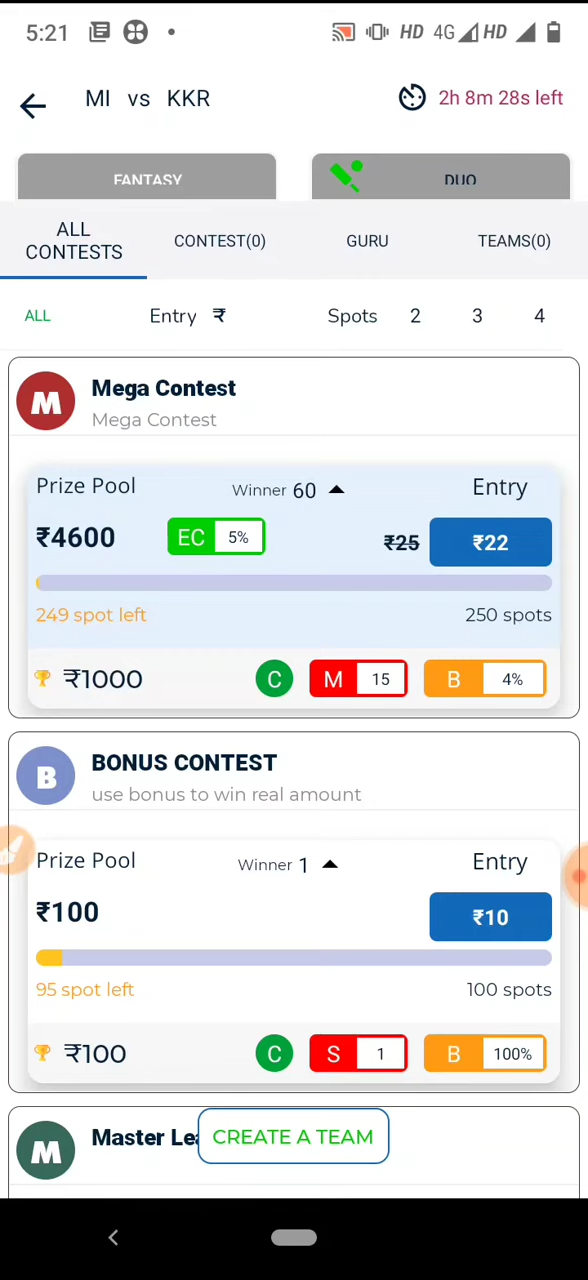 5:21 HD 4G HD
MI vs KKR 2h 8m 28s left
FANTASY DUO
ALL
CONTESTS CONTEST(0) GURU TEAMS(0)
ALL Entry ₹ Spots 2 3 4
M Mega Contest
Mega Contest
Prize Pool Winner 60 Entry
₹4600 EC 5% ₹25 ₹22
249 spot left 250 spots
₹1000 C M 15 B 4%
B BONUS CONTEST
use bonus to win real amount
Prize Pool Winner 1 Entry
₹100 ₹10
95 spot left 100 spots
₹100 C S 1 B 100%
M Master
CREATE A TEAM